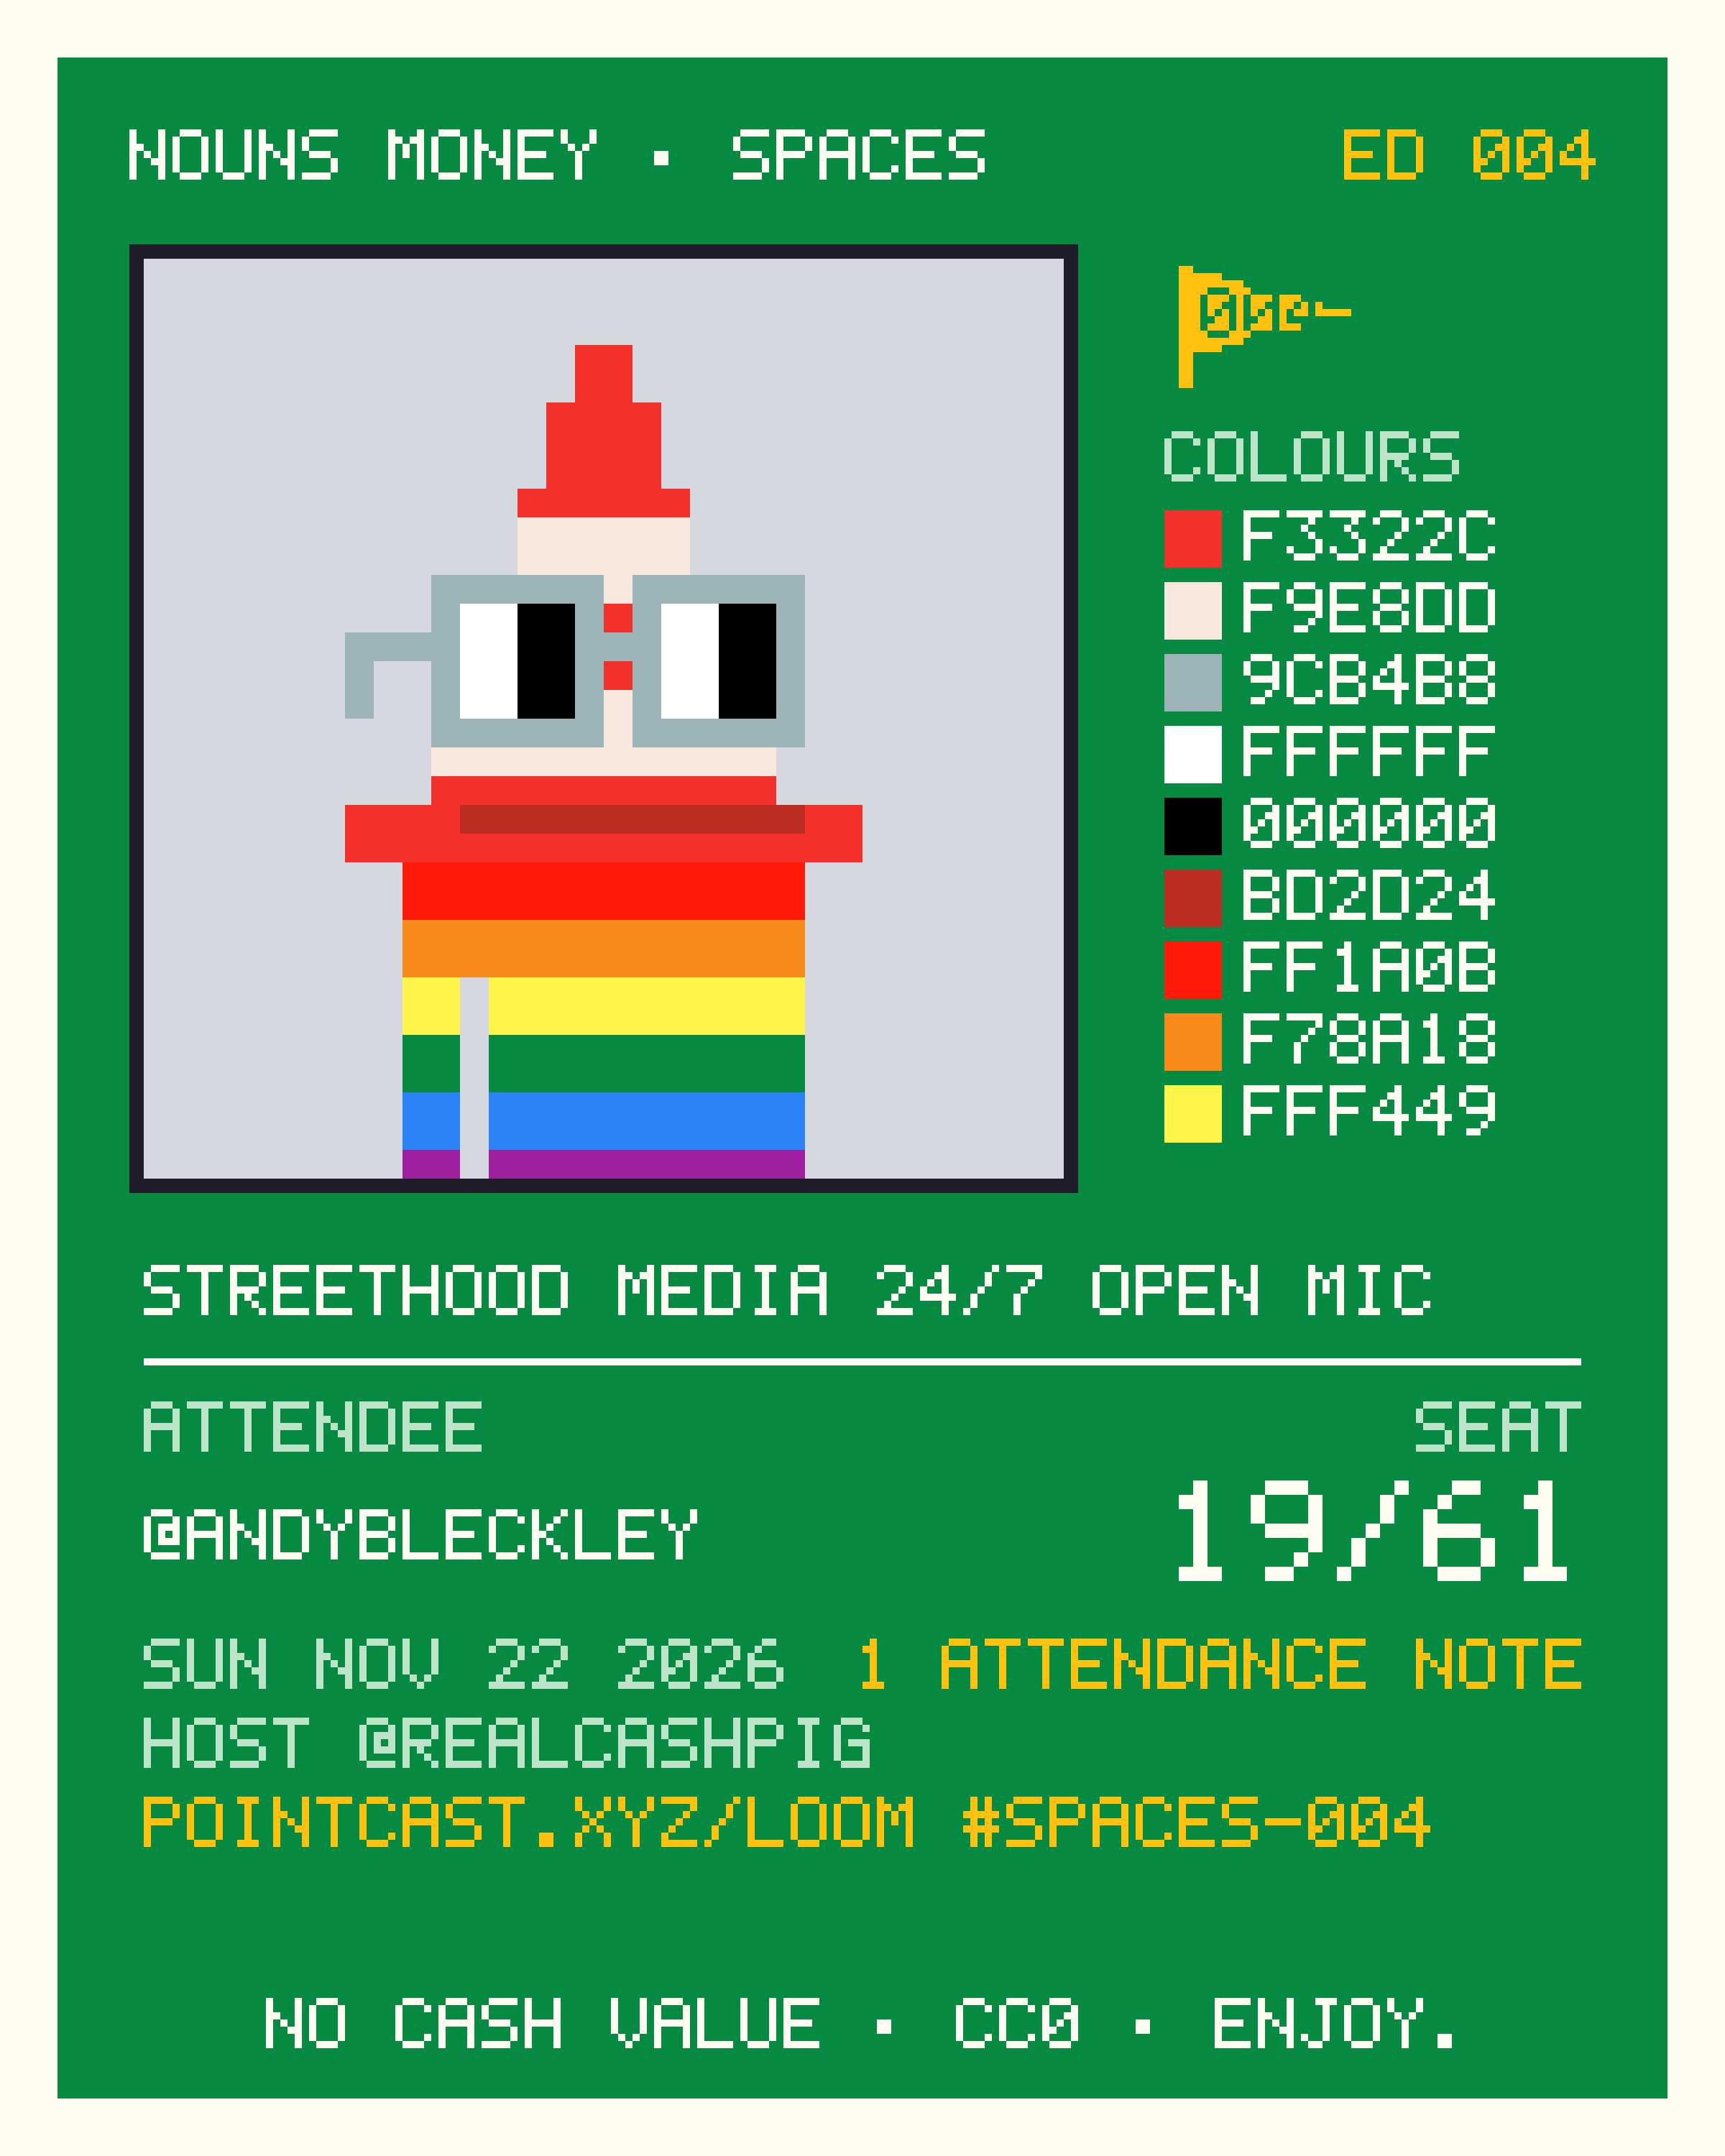 NOUNS MONEY · SPACES
ED 004
COLOURS
F3322C
F9E8DD
9CB4B8
FFFFFF
000000
BD2D24
FF1A0B
F78A18
FFF449
STREETHOOD MEDIA 24/7 OPEN MIC
ATTENDEE
SEAT
@ANDYBLECKLEY
19/61
SUN NOV 22 2026
1 ATTENDANCE NOTE
HOST @REALCASHPIG
POINTCAST.XYZ/LOOM #SPACES-004
NO CASH VALUE · CC0 · ENJOY.